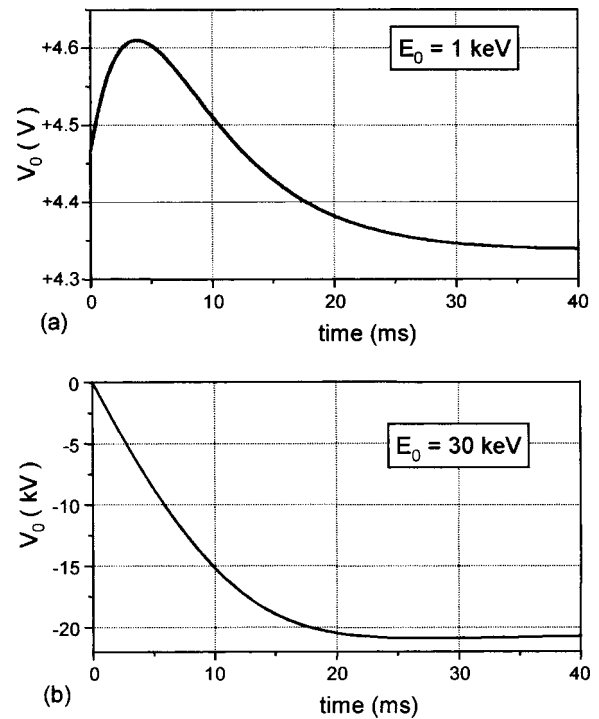 +4.6
+4.5
+4.4
+4.3
V₀ ( V )
E₀ = 1 keV
0 10 20 30 40
time (ms)
(a)
0
-5
-10
-15
-20
V₀ ( kV )
E₀ = 30 keV
0 10 20 30 40
time (ms)
(b)